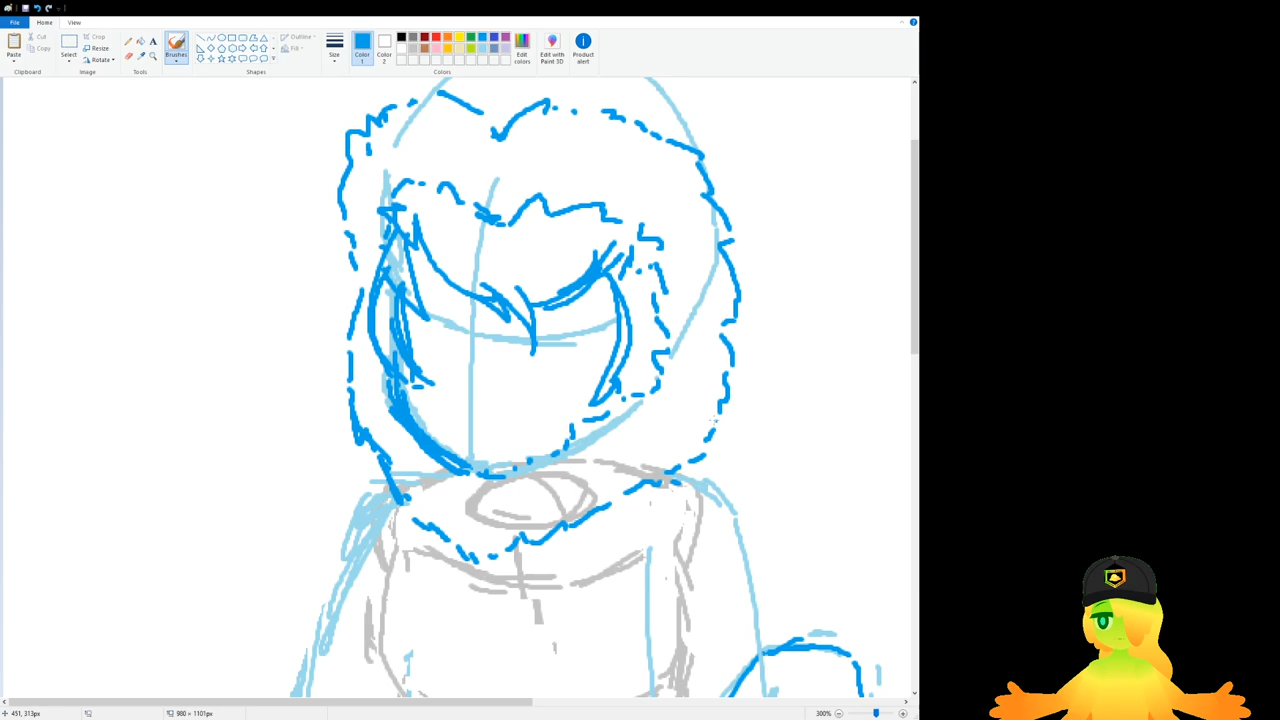 File Home View
Paste Cut Copy Clipboard
Select Crop Resize Rotate Image
Tools
Brushes
Outline Fill Shapes
Size
Color 1 Color 2 Edit colors Colors
Edit with Paint 3D
Product alert
451, 313px 980 × 1101px 300%